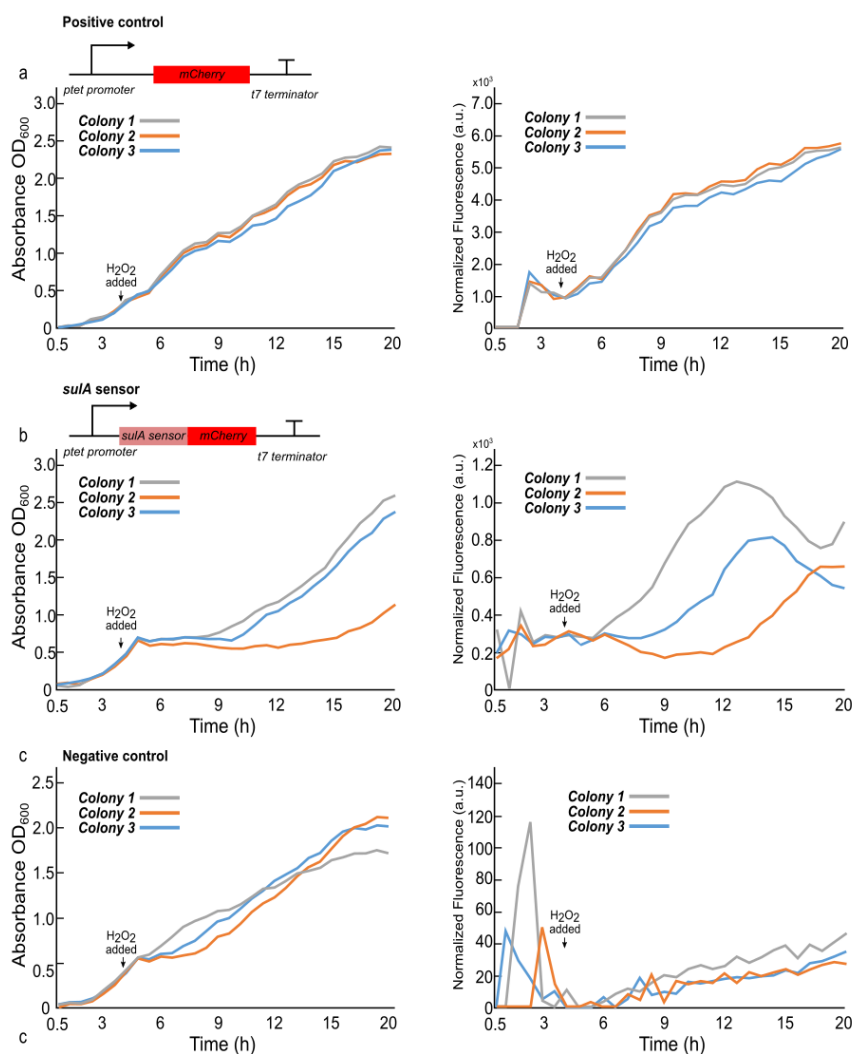 Positive control
a
mCherry
ptet promoter
t7 terminator
Absorbance OD600
3.0
2.5
2.0
1.5
1.0
0.5
0
Colony 1
Colony 2
Colony 3
H2O2
added
0.5 3 6 9 12 15 20
Time (h)
Normalized Fluorescence (a.u.)
x10³
7.0
6.0
5.0
4.0
3.0
2.0
1.0
0
Colony 1
Colony 2
Colony 3
H2O2
added
0.5 3 6 9 12 15 20
Time (h)
sulA sensor
b
sulA sensor mCherry
ptet promoter
t7 terminator
Absorbance OD600
3.0
2.5
2.0
1.5
1.0
0.5
0
Colony 1
Colony 2
Colony 3
H2O2
added
0.5 3 6 9 12 15 20
Time (h)
Normalized Fluorescence (a.u.)
x10³
1.2
1.0
0.8
0.6
0.4
0.2
0
Colony 1
Colony 2
Colony 3
H2O2
added
0.5 3 6 9 12 15 20
Time (h)
c
Negative control
Absorbance OD600
2.5
2.0
1.5
1.0
0.5
0
Colony 1
Colony 2
Colony 3
H2O2
added
0.5 3 6 9 12 15 20
Time (h)
Normalized Fluorescence (a.u.)
140
120
100
80
60
40
20
0
Colony 1
Colony 2
Colony 3
H2O2
added
0.5 3 6 9 12 15 20
Time (h)
c